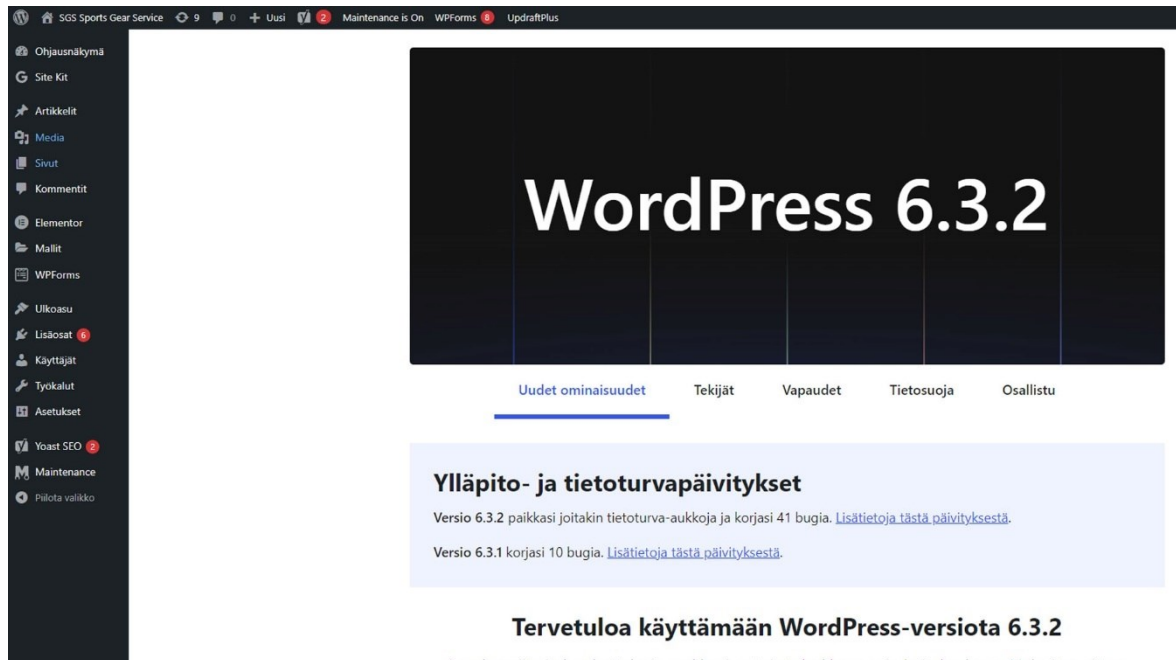 SGS Sports Gear Service 9 0 Uusi 2 Maintenance is On WPForms 8 UpdraftPlus
Ohjausnäkymä
Site Kit
Artikkelit
Media
Sivut
Kommentit
Elementor
Mallit
WPForms
Ulkoasu
Lisäosat 6
Käyttäjät
Työkalut
Asetukset
Yoast SEO 2
Maintenance
Piilota valikko
WordPress 6.3.2
Uudet ominaisuudet Tekijät Vapaudet Tietosuoja Osallistu
Ylläpito- ja tietoturvapäivitykset
Versio 6.3.2 paikkasi joitakin tietoturva-aukkoja ja korjasi 41 bugia. Lisätietoja tästä päivityksestä.
Versio 6.3.1 korjasi 10 bugia. Lisätietoja tästä päivityksestä.
Tervetuloa käyttämään WordPress-versiota 6.3.2